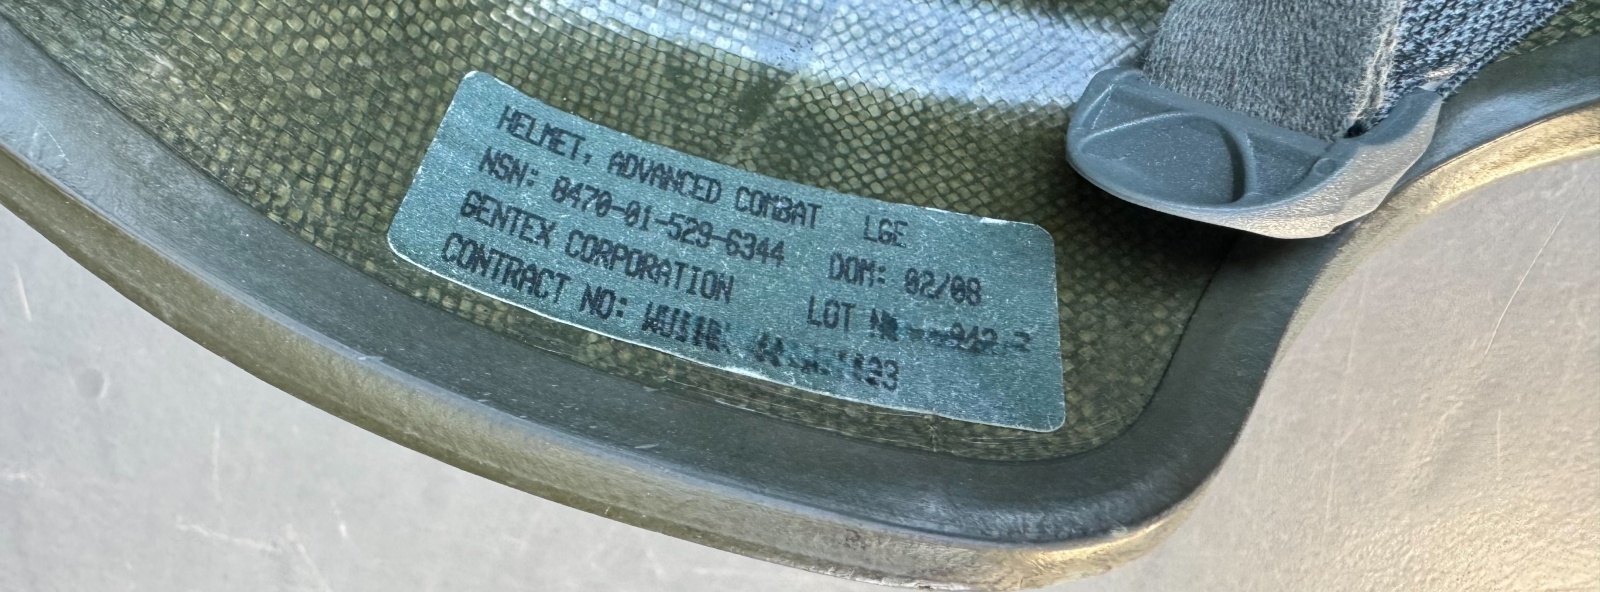 HELMET, ADVANCED COMBAT LGE
NSN: 8470-01-529-6344 DOM: 02/08
GENTEX CORPORATION LOT
CONTRACT NO: